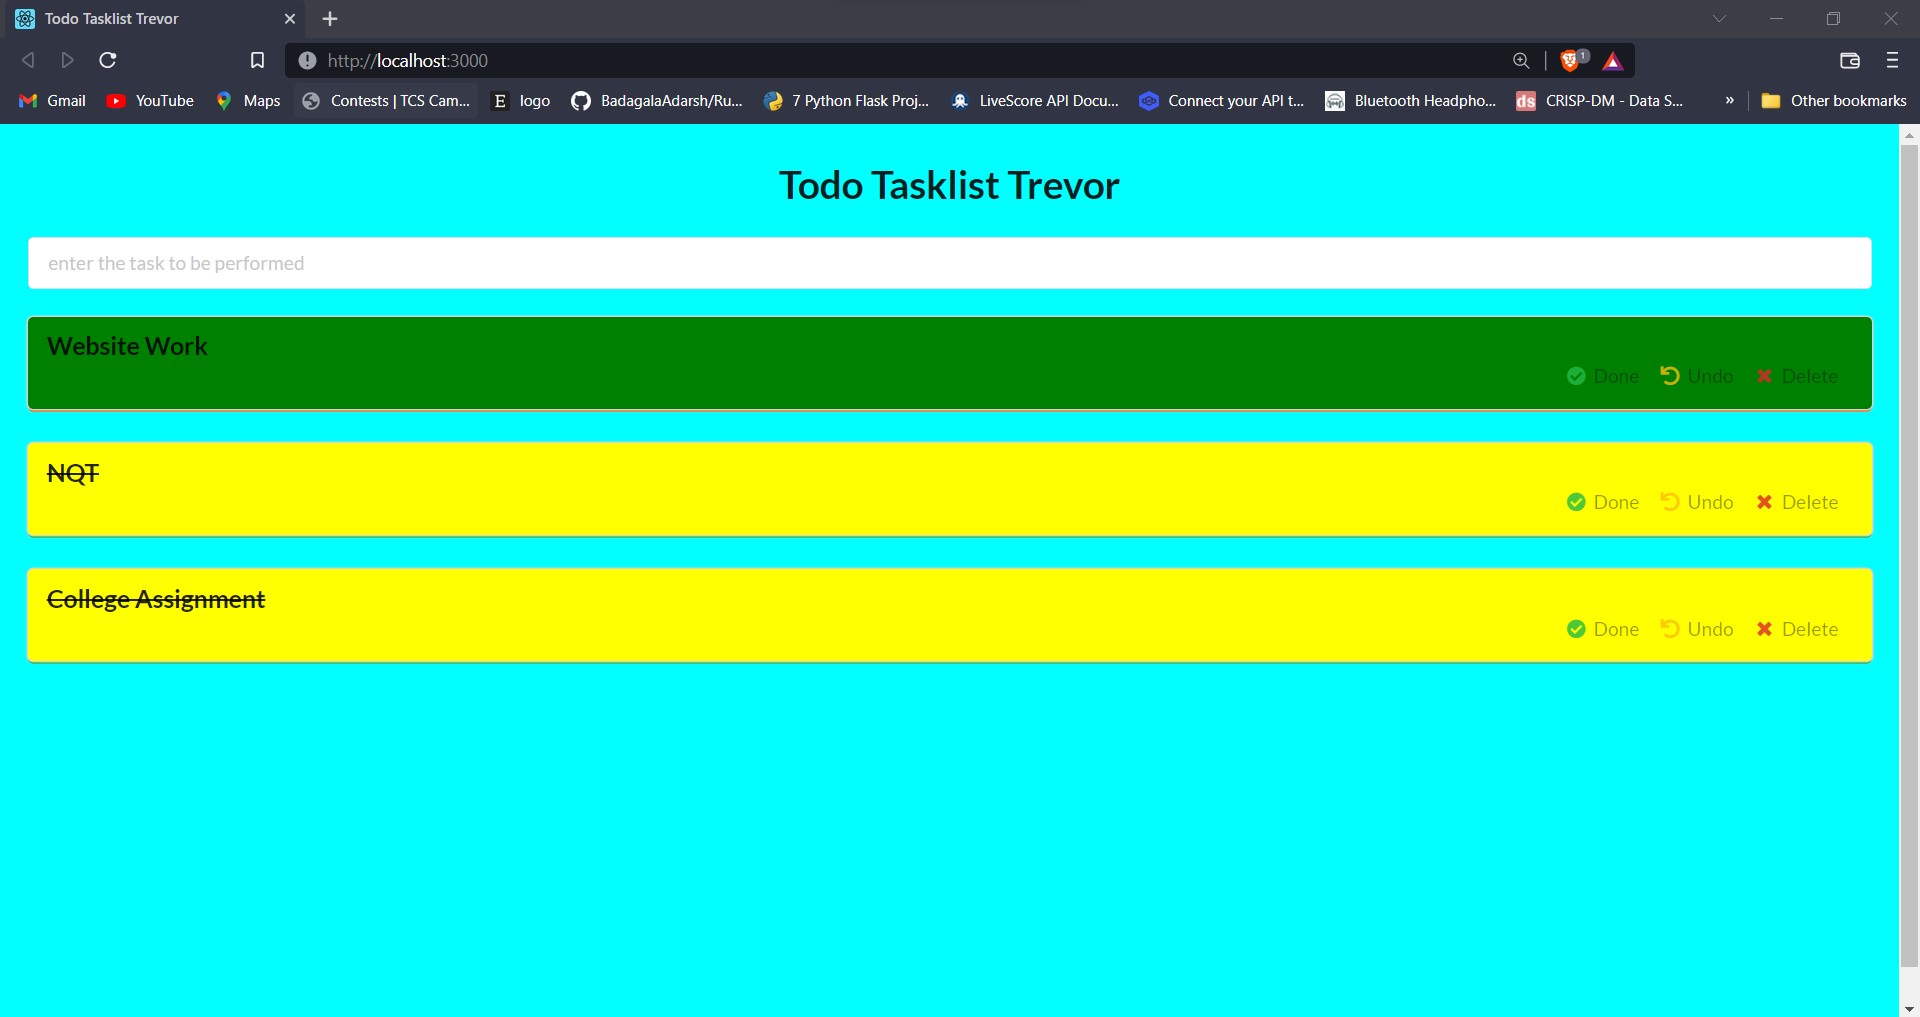 Todo Tasklist Trevor
http://localhost:3000
1
Gmail YouTube Maps Contests | TCS Cam... E logo BadagalaAdarsh/Ru... 7 Python Flask Proj... LiveScore API Docu... Connect your API t... Bluetooth Headpho... ds CRISP-DM - Data S... » Other bookmarks
Todo Tasklist Trevor
enter the task to be performed
Website Work
Done Undo Delete
NQT
Done Undo Delete
College Assignment
Done Undo Delete